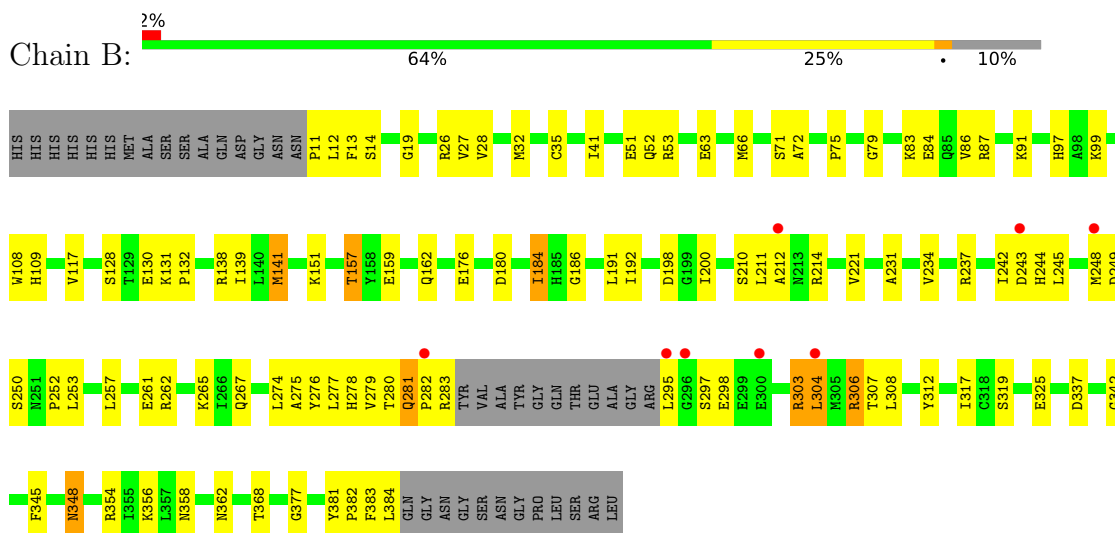 2%
Chain B:
64% 25% • 10%
HIS HIS HIS HIS HIS HIS MET ALA SER SER ALA GLN ASP GLY ASN ASN P11 L12 F13 S14 G19 R26 V27 V28 M32 C35 I41 E51 Q52 R53 E63 M66 S71 A72 P75 G79 K83 E84 Q85 V86 R87 K91 H97 A98 K99
W108 H109 V117 S128 T129 E130 K131 P132 R138 I139 L140 M141 K151 T157 Y158 E159 Q162 E176 D180 I184 H185 G186 L191 I192 D198 G199 I200 S210 L211 A212 N213 R214 V221 A231 V234 R237 I242 D243 H244 L245 M248
S250 N251 P252 L253 L257 E261 R262 K265 I266 Q267 L274 A275 Y276 L277 H278 V279 T280 Q281 P282 R283 TYR VAL ALA TYR GLY GLN THR GLU ALA GLY ARG L295 G296 S297 E298 E299 E300 R303 L304 M305 R306 T307 L308 Y312 I317 C318 S319 E325 D337
F345 N348 R354 I355 K356 L357 N358 N362 T368 G377 Y381 P382 F383 L384 GLN GLY ASN GLY SER ASN GLY PRO LEU SER ARG LEU